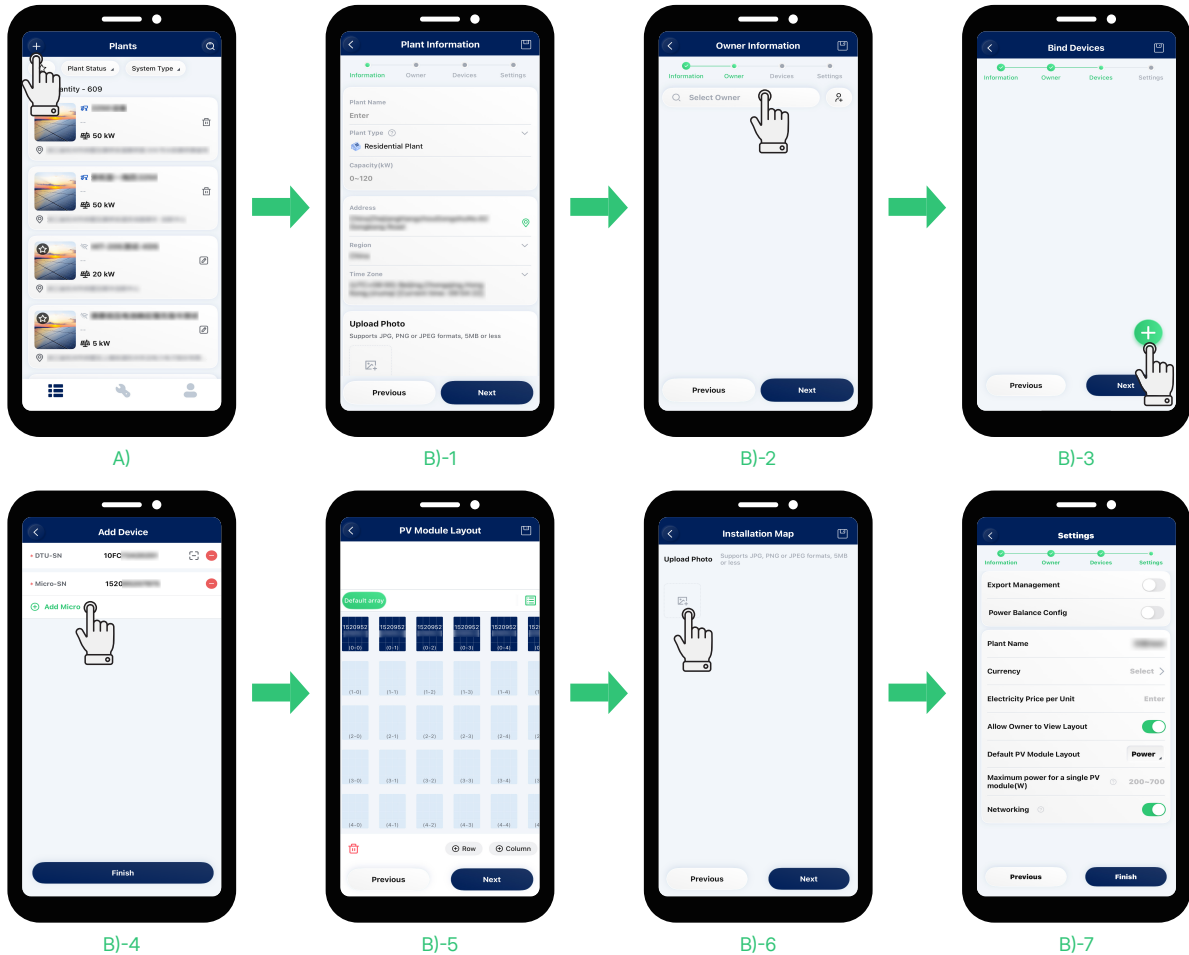 Plants
Plant Status
System Type
antity - 609
50 kW
50 kW
20 kW
5 kW
A)
Plant Information
Information Owner Devices Settings
Plant Name
Enter
Plant Type
Residential Plant
Capacity(kW)
0~120
Address
Region
Time Zone
Upload Photo
Supports JPG, PNG or JPEG formats, 5MB or less
Previous Next
B)-1
Owner Information
Information Owner Devices Settings
Select Owner
Previous Next
B)-2
Bind Devices
Information Owner Devices Settings
Previous Next
B)-3
Add Device
• DTU-SN 10FC
• Micro-SN 1520
Add Micro
Finish
B)-4
PV Module Layout
Default array
1520952 1520952 1520952 1520952 1520952 152
(0-0) (0-1) (0-2) (0-3) (0-4) (0
(1-0) (1-1) (1-2) (1-3) (1-4) (1
(2-0) (2-1) (2-2) (2-3) (2-4) (2
(3-0) (3-1) (3-2) (3-3) (3-4) (3
(4-0) (4-1) (4-2) (4-3) (4-4) (4
Row Column
Previous Next
B)-5
Installation Map
Upload Photo Supports JPG, PNG or JPEG formats, 5MB
or less
Previous Next
B)-6
Settings
Information Owner Devices Settings
Export Management
Power Balance Config
Plant Name
Currency Select >
Electricity Price per Unit Enter
Allow Owner to View Layout
Default PV Module Layout Power
Maximum power for a single PV
module(W) 200~700
Networking
Previous Finish
B)-7